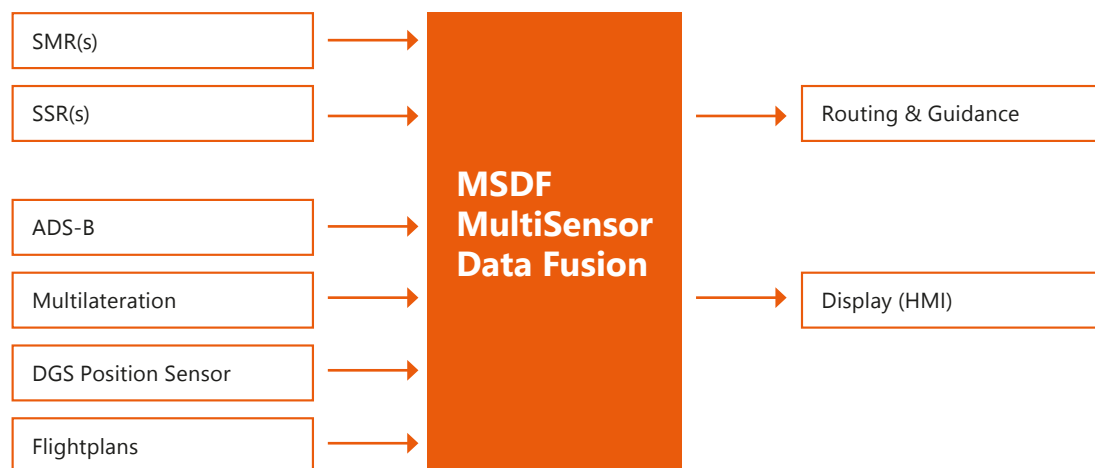 SMR(s)
SSR(s)
ADS-B
Multilateration
DGS Position Sensor
Flightplans
MSDF
MultiSensor
Data Fusion
Routing & Guidance
Display (HMI)